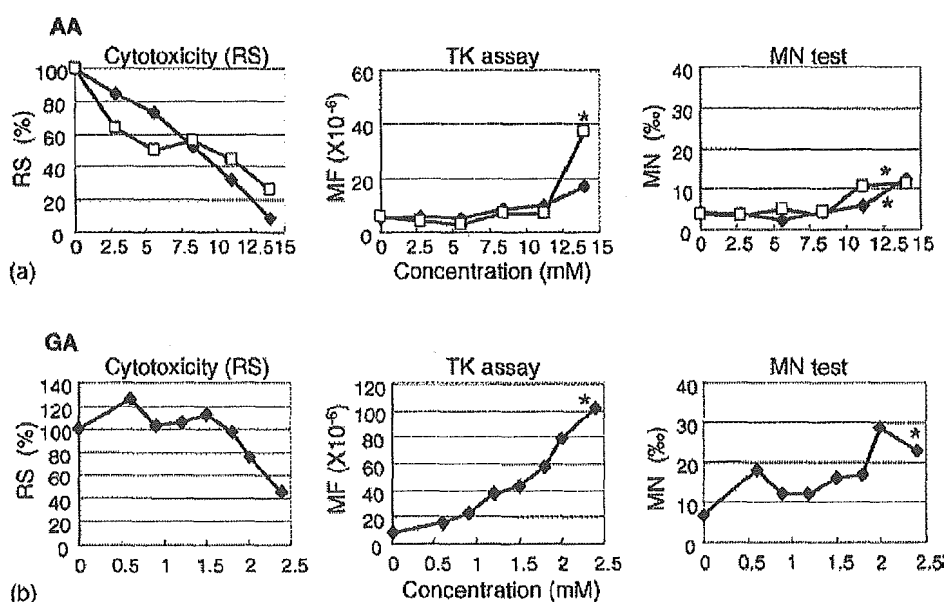 AA
Cytotoxicity (RS)
TK assay
MN test
RS (%)
100
80
60
40
20
0
0 2.5 5 7.5 10 12.5 15
MF (X10⁻⁶)
60
40
20
0
*
0 2.5 5 7.5 10 12.5 15
Concentration (mM)
MN (‰)
40
30
20
10
0
*
*
0 2.5 5 7.5 10 12.5 15
(a)
GA
Cytotoxicity (RS)
TK assay
MN test
RS (%)
140
120
100
80
60
40
20
0
0 0.5 1 1.5 2 2.5
MF (X10⁻⁶)
120
100
80
60
40
20
0
*
0 0.5 1 1.5 2 2.5
Concentration (mM)
MN (‰)
40
30
20
10
0
*
0 0.5 1 1.5 2 2.5
(b)